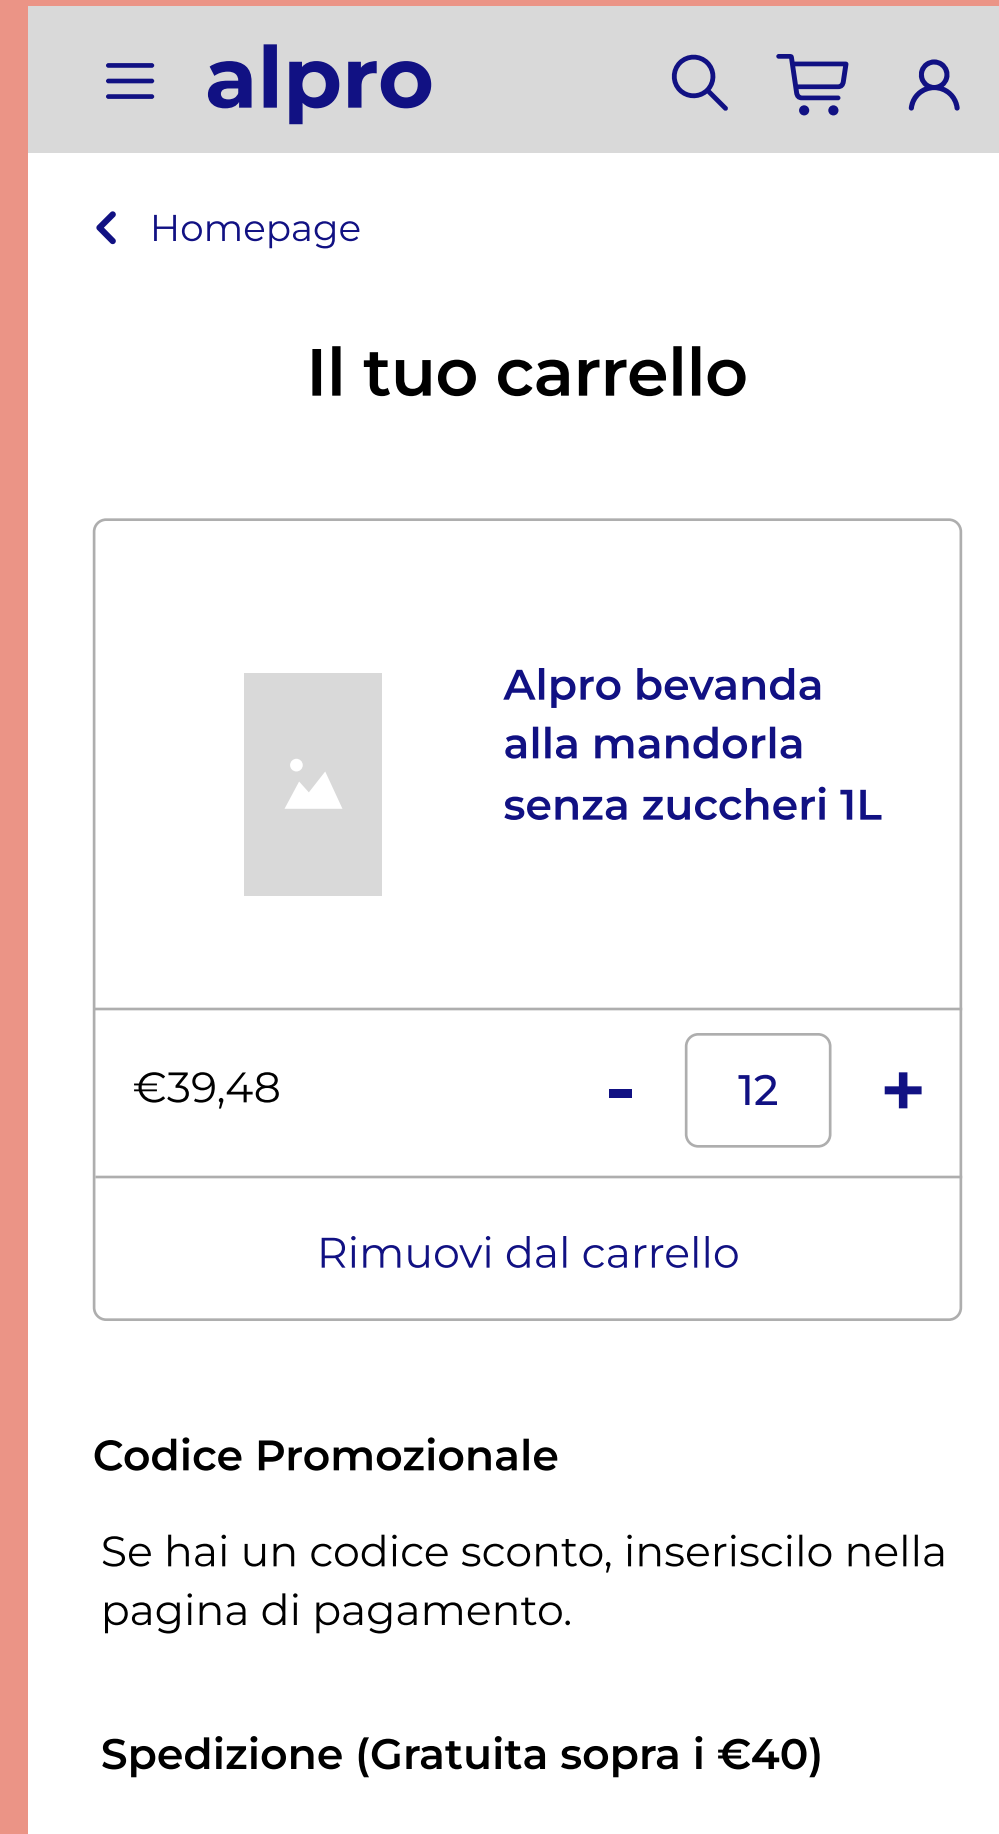 alpro
Homepage
Il tuo carrello
Alpro bevanda
alla mandorla
senza zuccheri 1L
€39,48
- 12 +
Rimuovi dal carrello
Codice Promozionale
Se hai un codice sconto, inseriscilo nella
pagina di pagamento.
Spedizione (Gratuita sopra i €40)